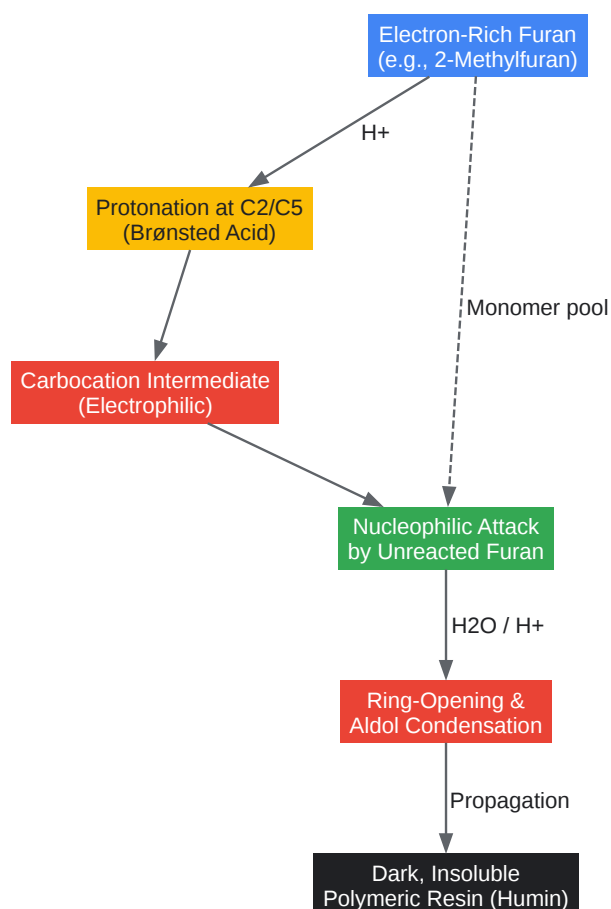 Electron-Rich Furan
(e.g., 2-Methylfuran)
H+
Protonation at C2/C5
(Brønsted Acid)
Monomer pool
Carbocation Intermediate
(Electrophilic)
Nucleophilic Attack
by Unreacted Furan
H2O / H+
Ring-Opening &
Aldol Condensation
Propagation
Dark, Insoluble
Polymeric Resin (Humin)